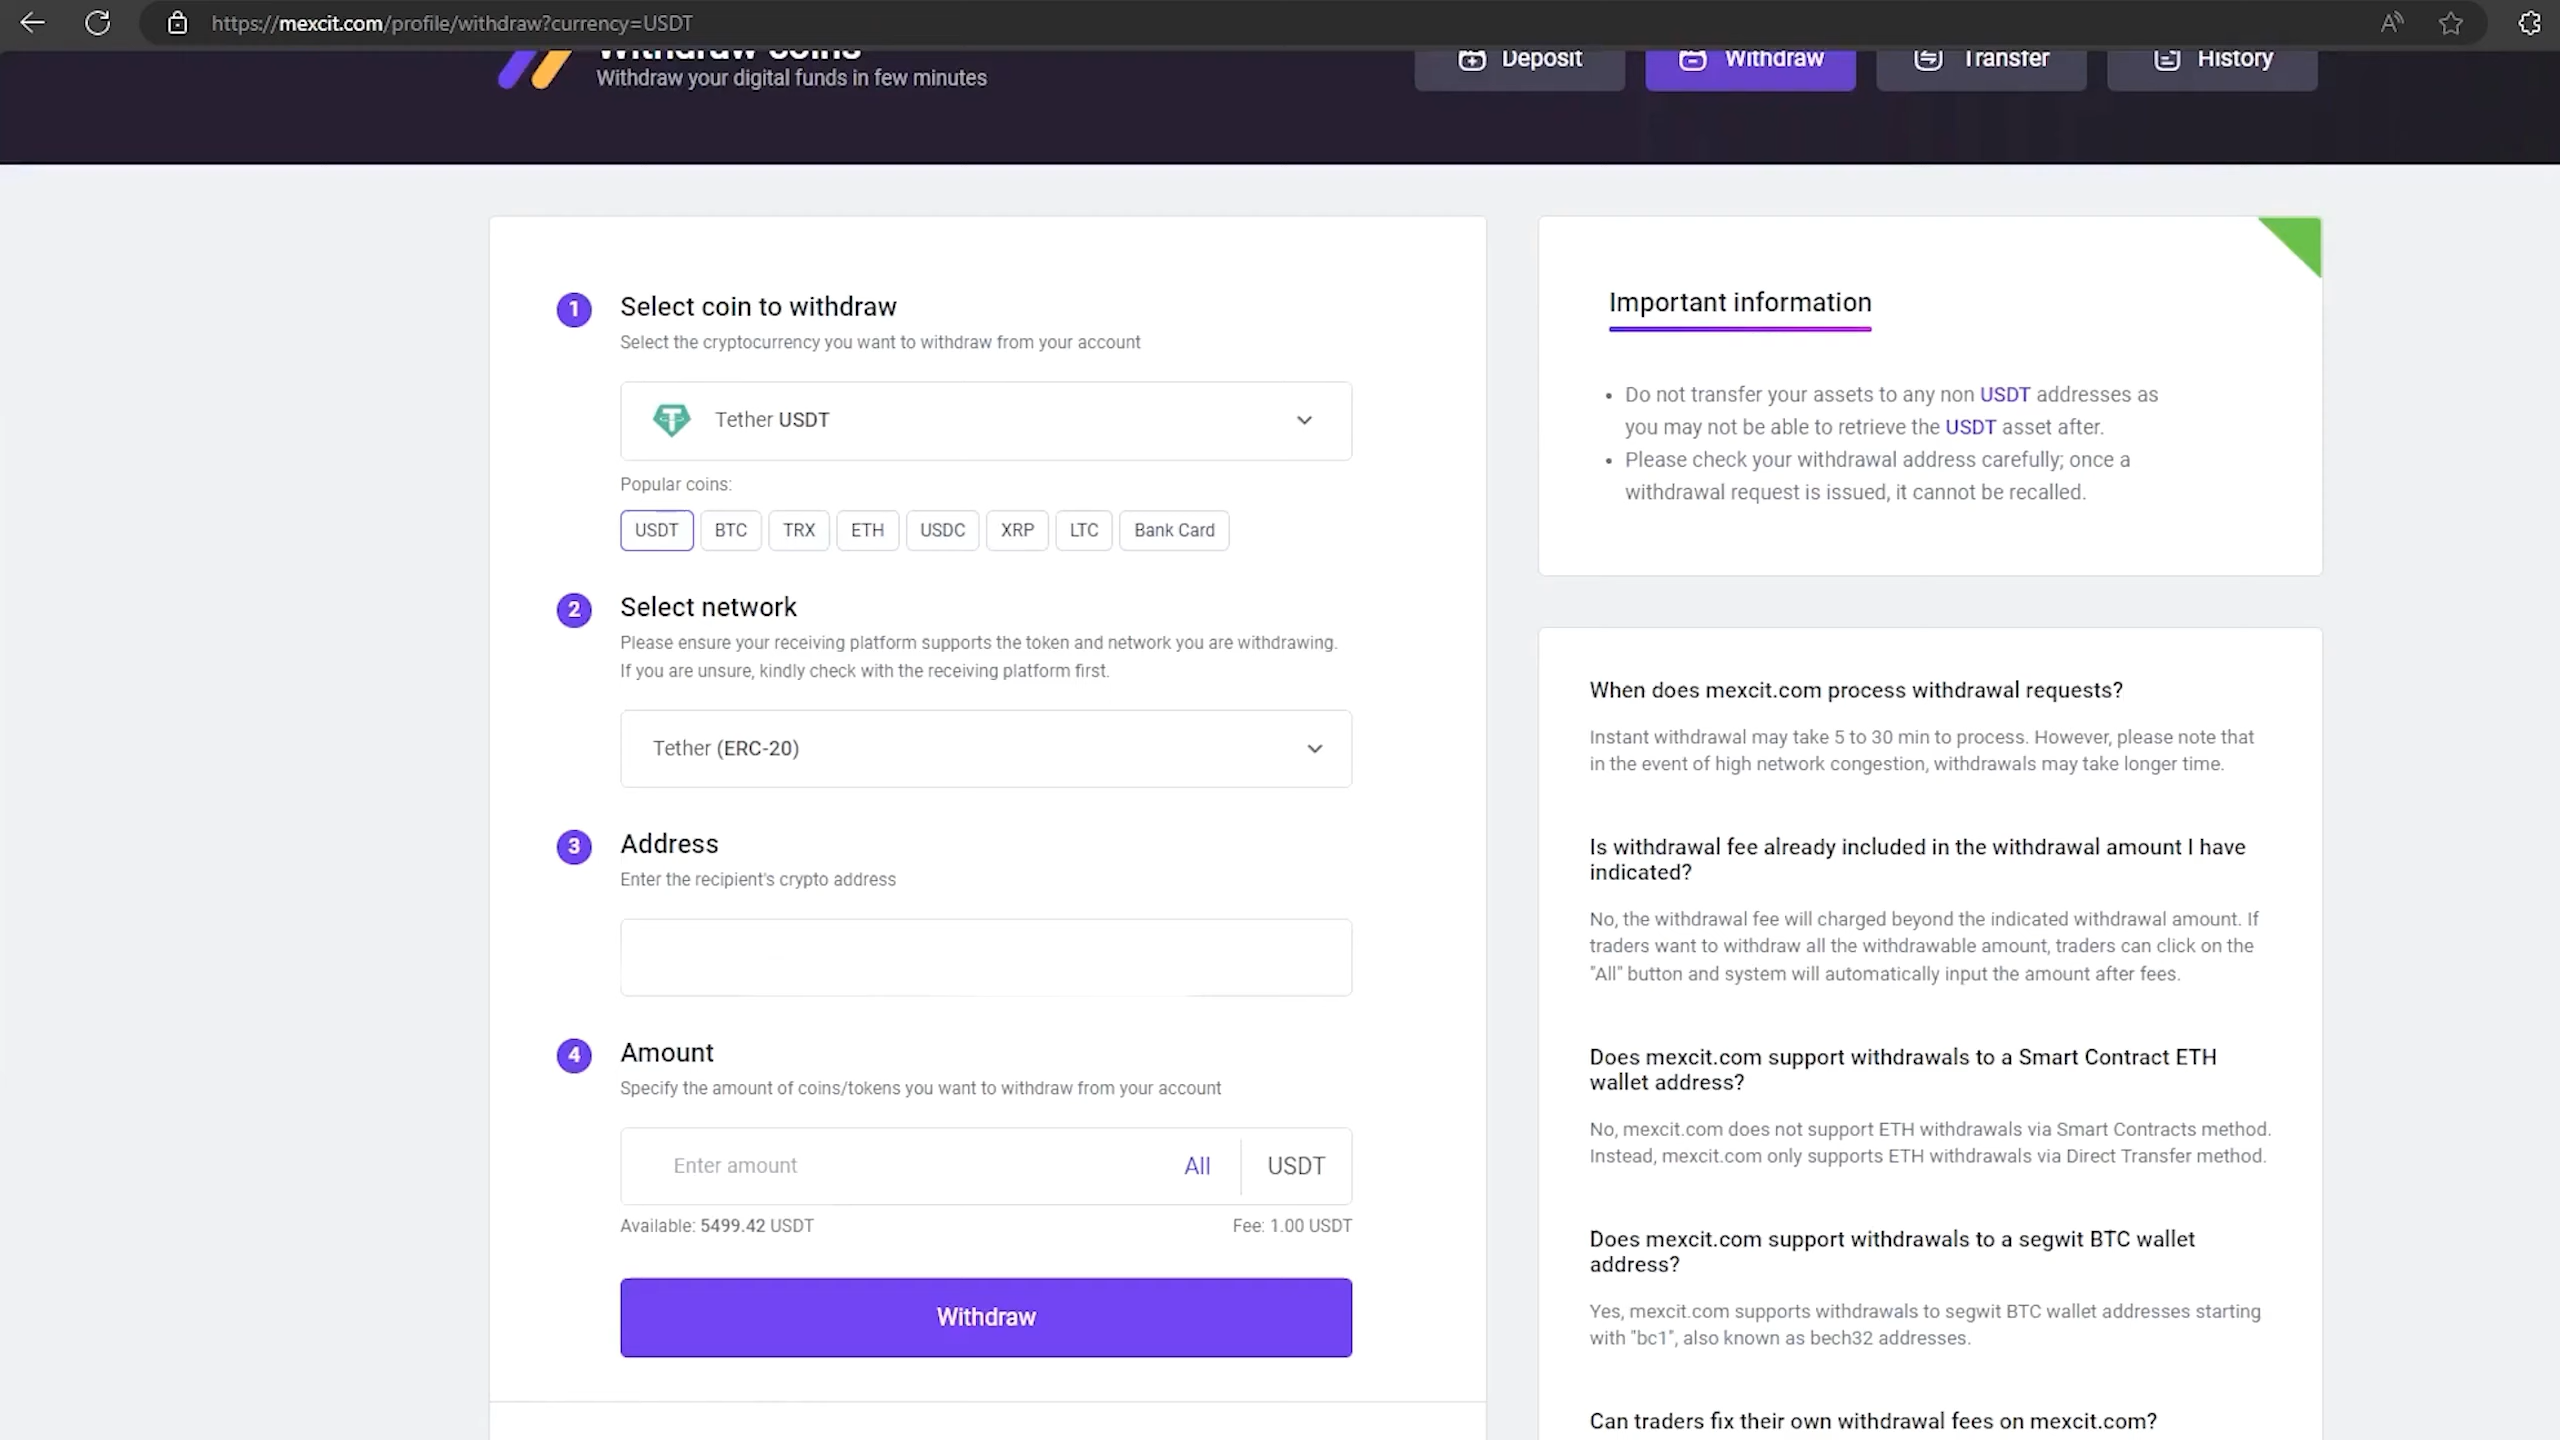 https://mexcit.com/profile/withdraw?currency=USDT
Withdraw coins
Withdraw your digital funds in few minutes
Deposit
Withdraw
Transfer
History
1
Select coin to withdraw
Select the cryptocurrency you want to withdraw from your account
Tether USDT
Popular coins:
USDT
BTC
TRX
ETH
USDC
XRP
LTC
Bank Card
2
Select network
Please ensure your receiving platform supports the token and network you are withdrawing.
If you are unsure, kindly check with the receiving platform first.
Tether (ERC-20)
3
Address
Enter the recipient's crypto address
4
Amount
Specify the amount of coins/tokens you want to withdraw from your account
Enter amount
All
USDT
Available: 5499.42 USDT
Fee: 1.00 USDT
Withdraw
Important information
• Do not transfer your assets to any non USDT addresses as
you may not be able to retrieve the USDT asset after.
• Please check your withdrawal address carefully; once a
withdrawal request is issued, it cannot be recalled.
When does mexcit.com process withdrawal requests?
Instant withdrawal may take 5 to 30 min to process. However, please note that
in the event of high network congestion, withdrawals may take longer time.
Is withdrawal fee already included in the withdrawal amount I have
indicated?
No, the withdrawal fee will charged beyond the indicated withdrawal amount. If
traders want to withdraw all the withdrawable amount, traders can click on the
"All" button and system will automatically input the amount after fees.
Does mexcit.com support withdrawals to a Smart Contract ETH
wallet address?
No, mexcit.com does not support ETH withdrawals via Smart Contracts method.
Instead, mexcit.com only supports ETH withdrawals via Direct Transfer method.
Does mexcit.com support withdrawals to a segwit BTC wallet
address?
Yes, mexcit.com supports withdrawals to segwit BTC wallet addresses starting
with "bc1", also known as bech32 addresses.
Can traders fix their own withdrawal fees on mexcit.com?